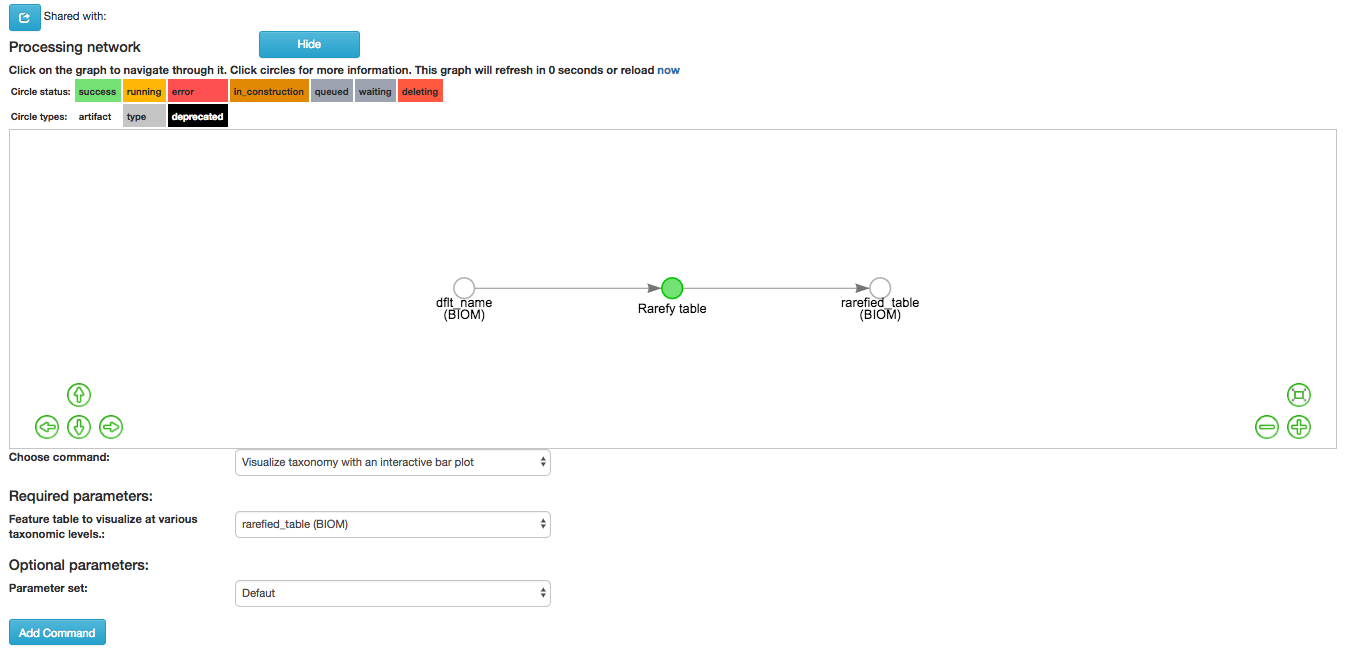 Shared with:
Processing network
Hide
Click on the graph to navigate through it. Click circles for more information. This graph will refresh in 0 seconds or reload now
Circle status: success running error in_construction queued waiting deleting
Circle types: artifact type deprecated
dflt_name
(BIOM)
Rarefy table
rarefied_table
(BIOM)
Choose command:
Visualize taxonomy with an interactive bar plot
Required parameters:
Feature table to visualize at various
taxonomic levels.:
rarefied_table (BIOM)
Optional parameters:
Parameter set:
Defaut
Add Command